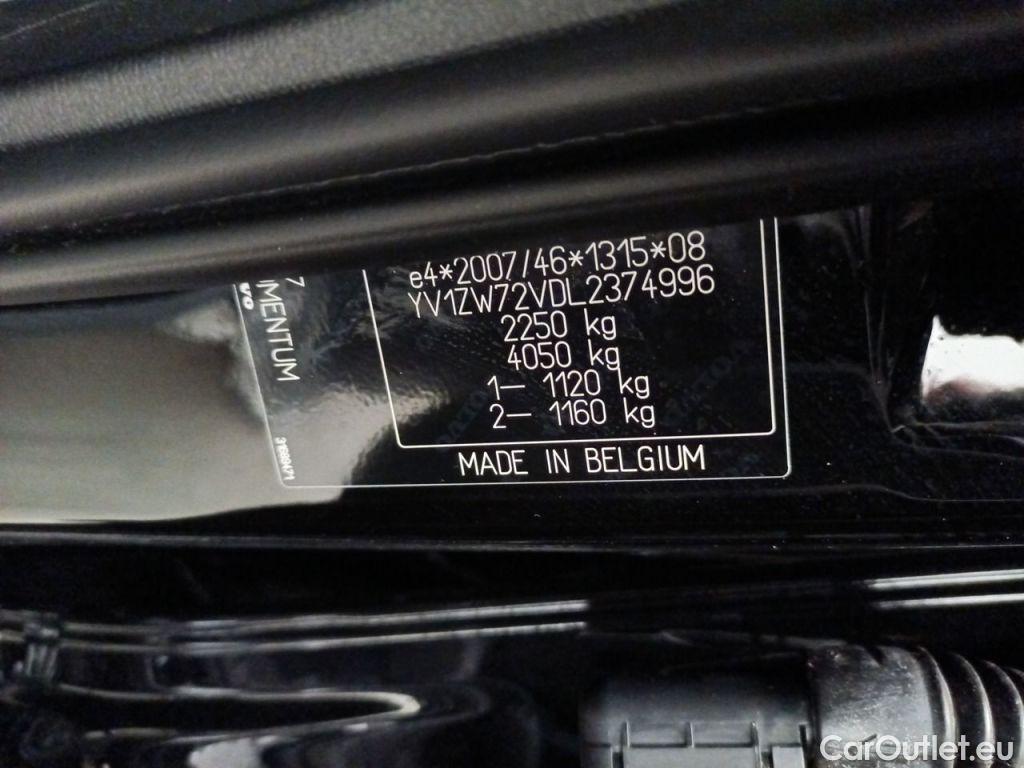 e4*2007/46*1315*08
YV1ZW72VDL2374996
2250 kg
4050 kg
1– 1120 kg
2– 1160 kg
MADE IN BELGIUM
7
MENTUM
CarOutlet.eu